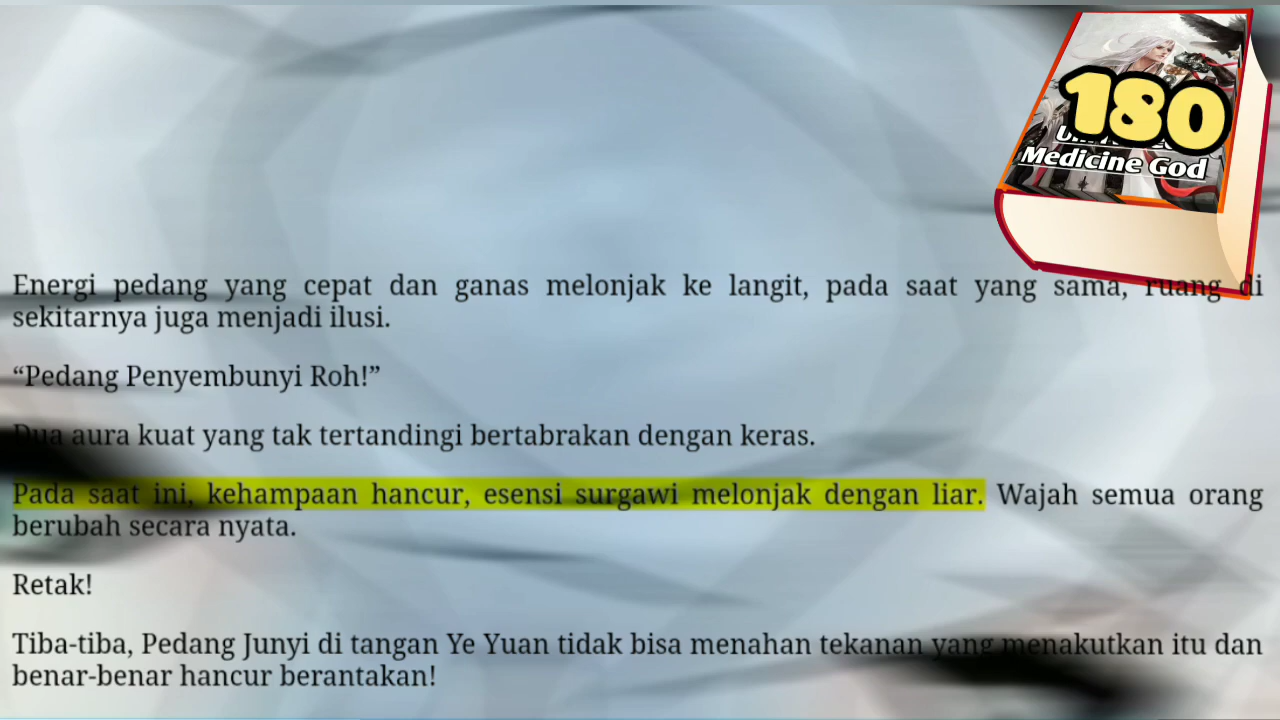 180
Medicine God
Energi pedang yang cepat dan ganas melonjak ke langit, pada saat yang sama, ruang di
sekitarnya juga menjadi ilusi.
“Pedang Penyembunyi Roh!”
Dua aura kuat yang tak tertandingi bertabrakan dengan keras.
Pada saat ini, kehampaan hancur, esensi surgawi melonjak dengan liar. Wajah semua orang
berubah secara nyata.
Retak!
Tiba-tiba, Pedang Junyi di tangan Ye Yuan tidak bisa menahan tekanan yang menakutkan itu dan
benar-benar hancur berantakan!